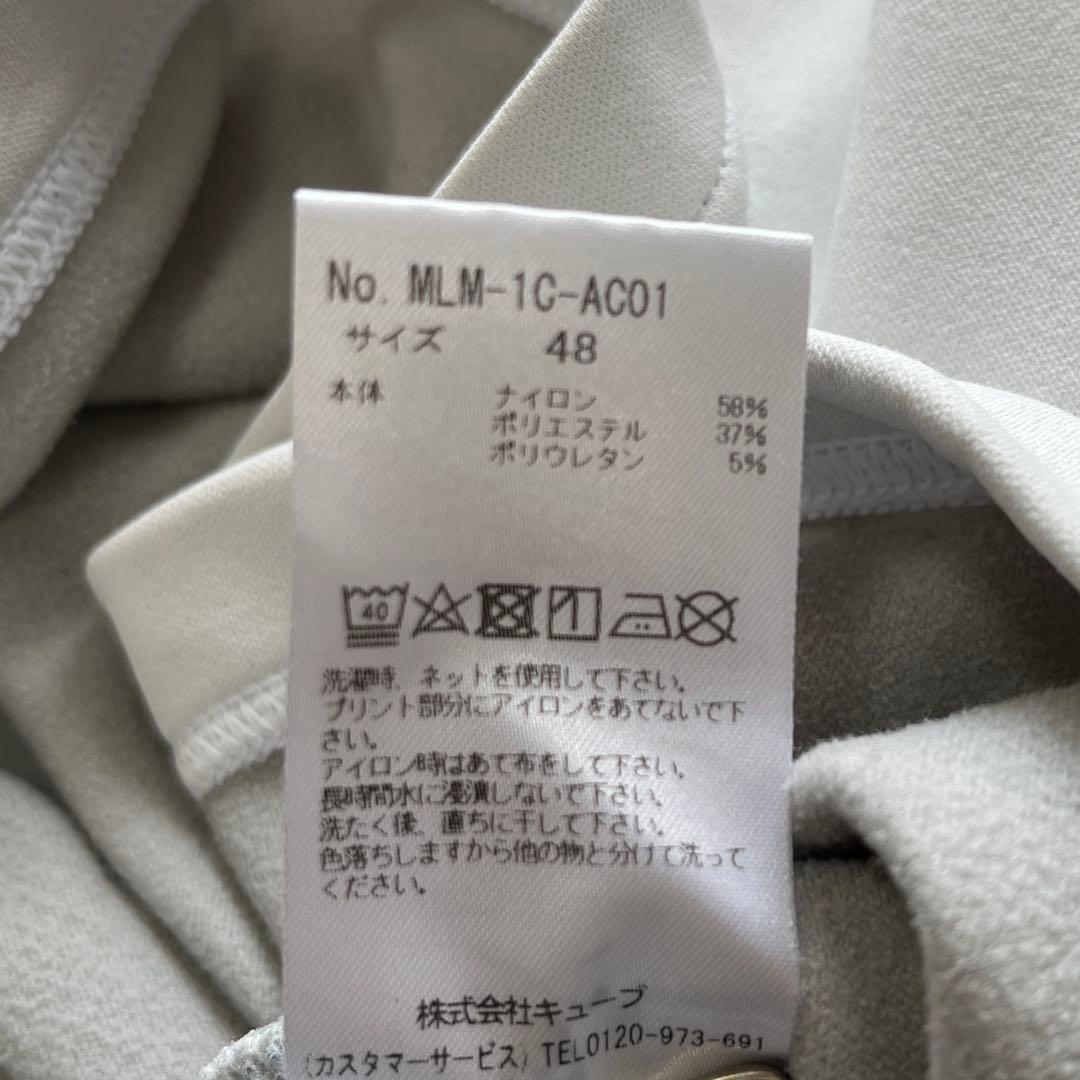 No. MLM-1C-AC01
サイズ 48
本体 ナイロン 58%
ポリエステル 37%
ポリウレタン 5%
40
洗濯時、ネットを使用して下さい。
プリント部分にアイロンをあてないで下
さい。
アイロン時はあて布をして下さい。
長時間水に浸漬しないで下さい。
洗たく後、直ちに干して下さい。
色落ちしますから他の物と分けて洗って
ください。
株式会社キューブ
(カスタマーサービス) TEL0120-973-691